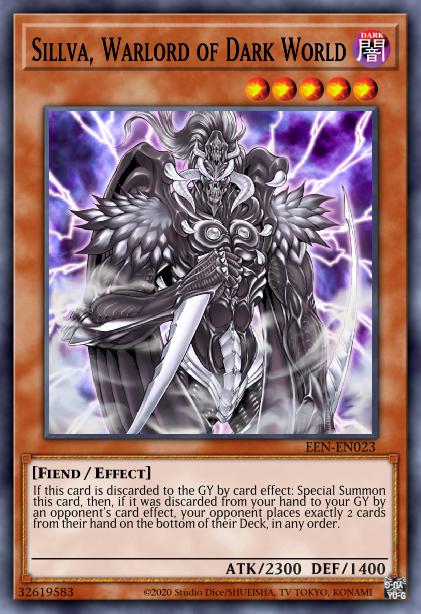 Sillva, Warlord of Dark World
DARK
闇
EEN-EN023
[Fiend / Effect]
If this card is discarded to the GY by card effect: Special Summon
this card, then, if it was discarded from your hand to your GY by
an opponent's card effect, your opponent places exactly 2 cards
from their hand on the bottom of their Deck, in any order.
ATK/2300 DEF/1400
32619583
©2020 Studio Dice/SHUEISHA, TV TOKYO, KONAMI